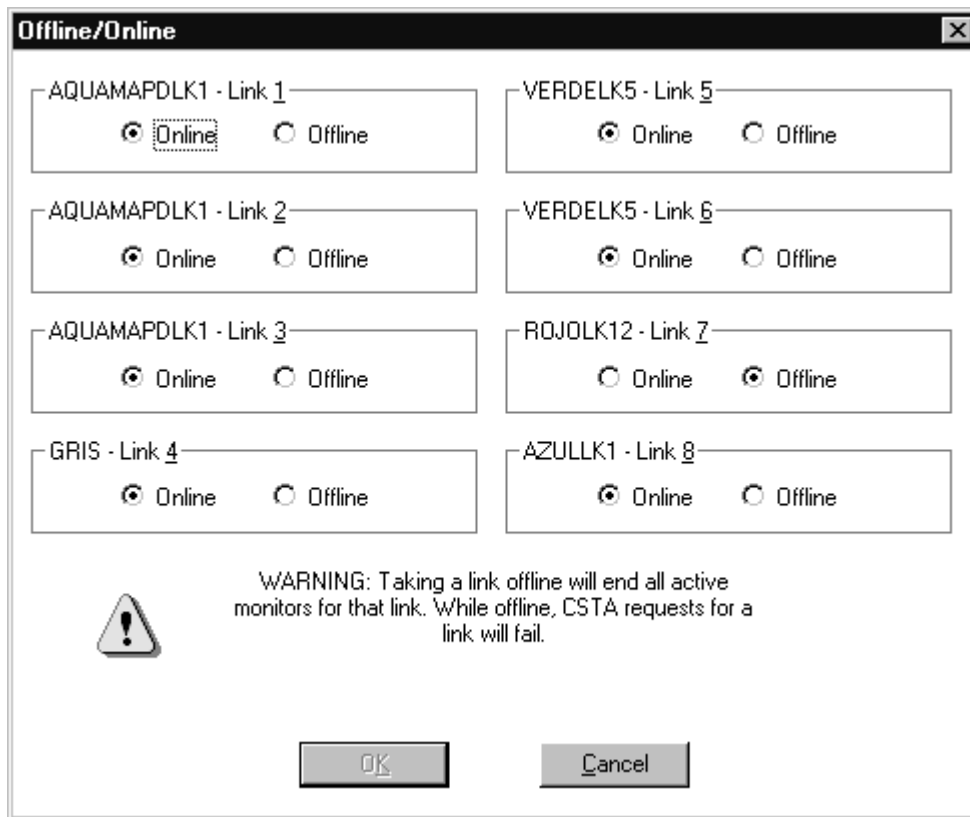 Offline/Online
AQUAMAPDLK1 - Link 1
Online Offline
AQUAMAPDLK1 - Link 2
Online Offline
AQUAMAPDLK1 - Link 3
Online Offline
GRIS - Link 4
Online Offline
VERDELK5 - Link 5
Online Offline
VERDELK5 - Link 6
Online Offline
ROJOLK12 - Link 7
Online Offline
AZULLK1 - Link 8
Online Offline
WARNING: Taking a link offline will end all active
monitors for that link. While offline, CSTA requests for a
link will fail.
OK Cancel